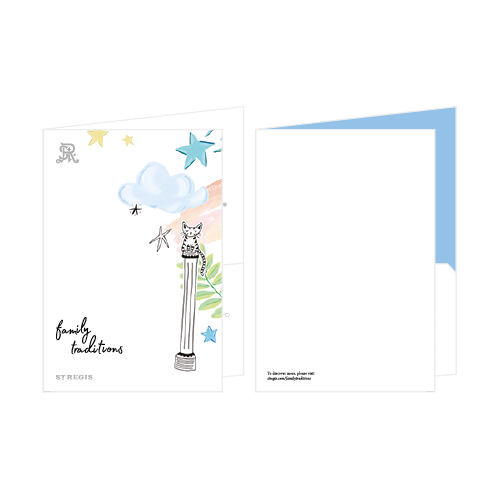 family
traditions
ST REGIS
To discover more, please visit
stregis.com/familytraditions